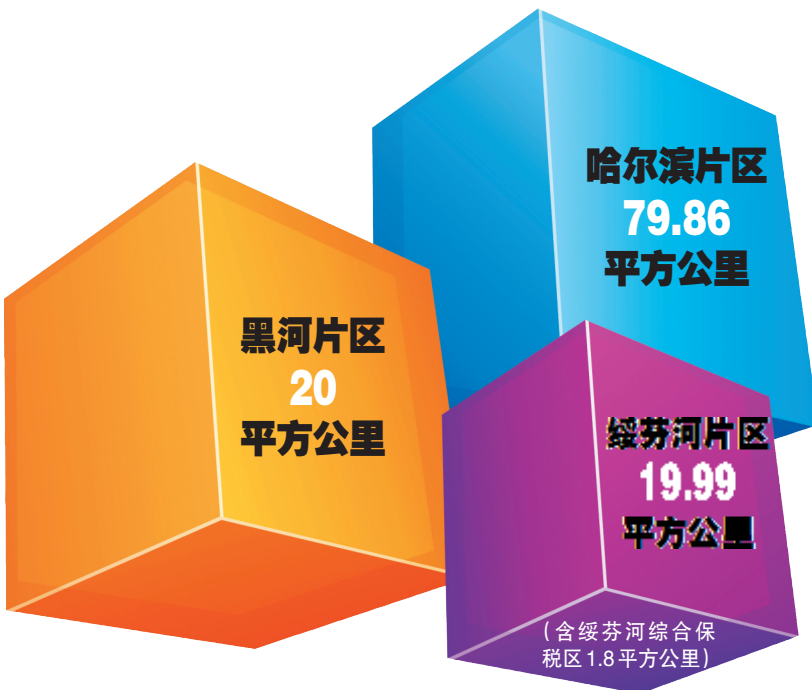 哈尔滨片区
79.86
平方公里
黑河片区
20
平方公里
绥芬河片区
19.99
平方公里
(含绥芬河综合保
税区1.8平方公里)